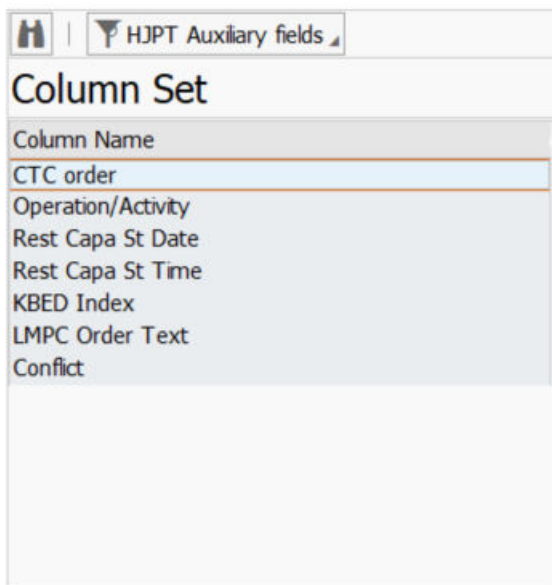 HJPT Auxiliary fields
Column Set
Column Name
CTC order
Operation/Activity
Rest Capa St Date
Rest Capa St Time
KBED Index
LMPC Order Text
Conflict